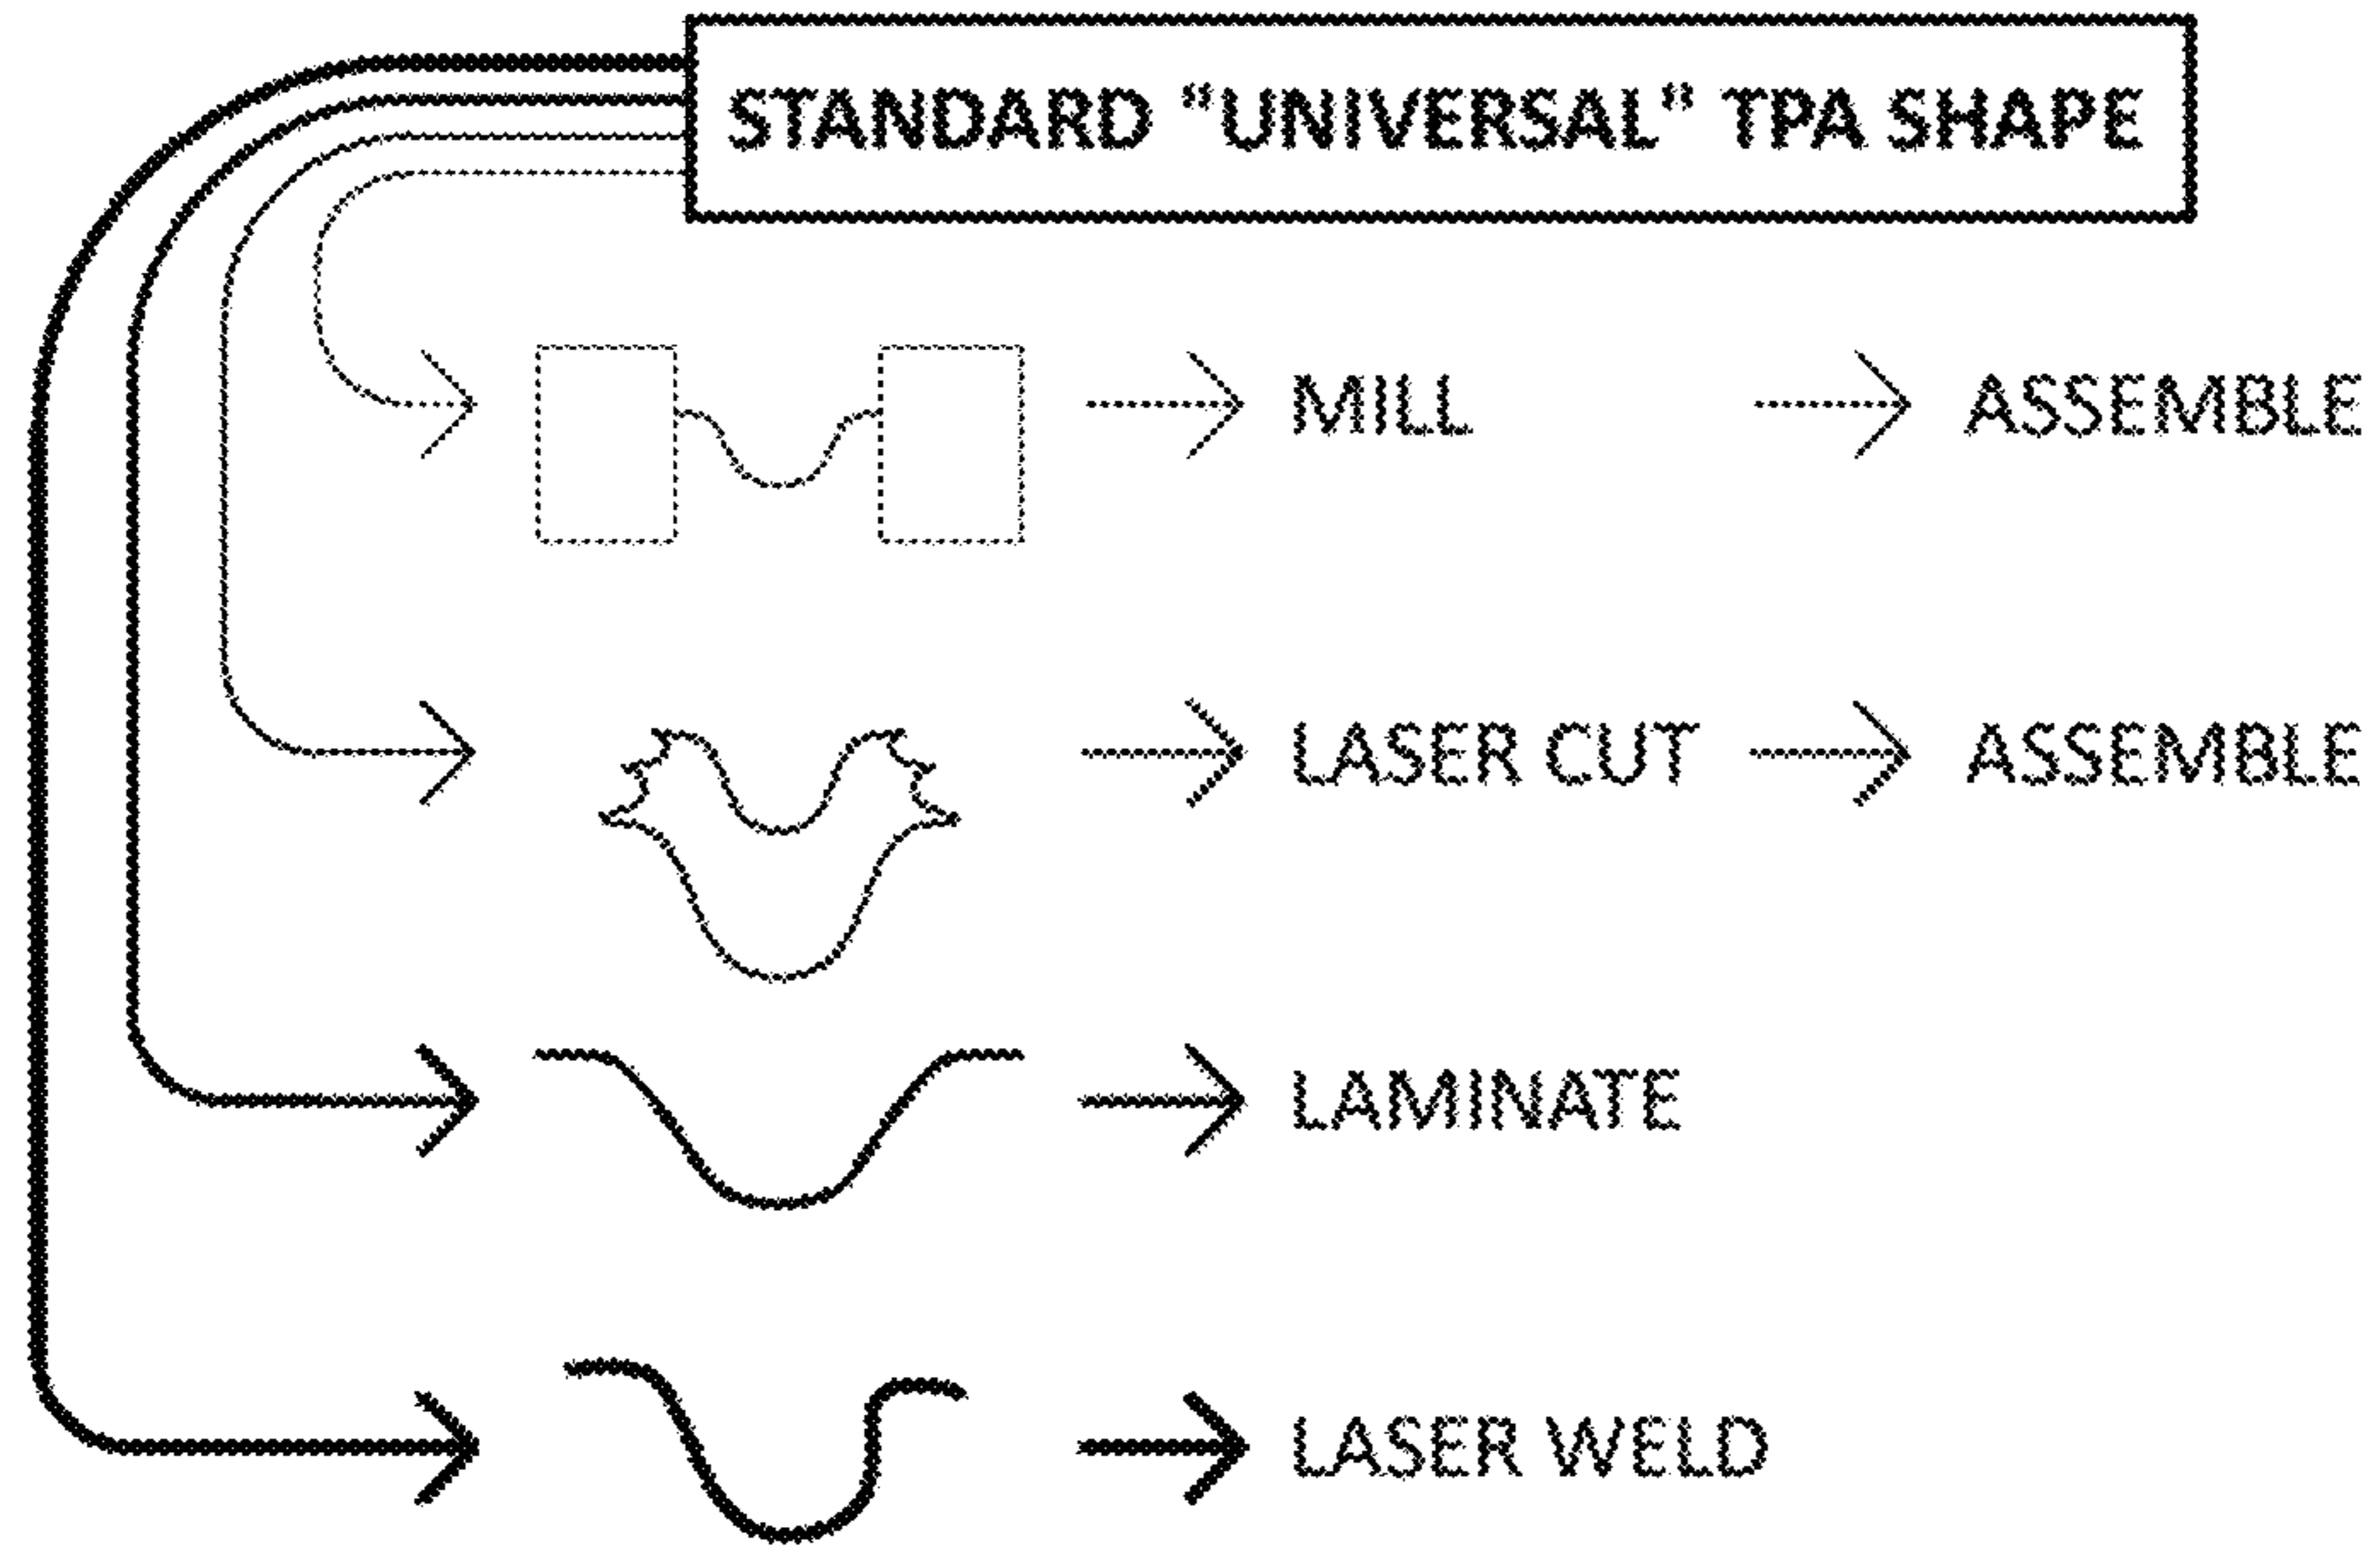 STANDARD "UNIVERSAL" TPA SHAPE
MILL
ASSEMBLE
LASER CUT
ASSEMBLE
LAMINATE
LASER WELD